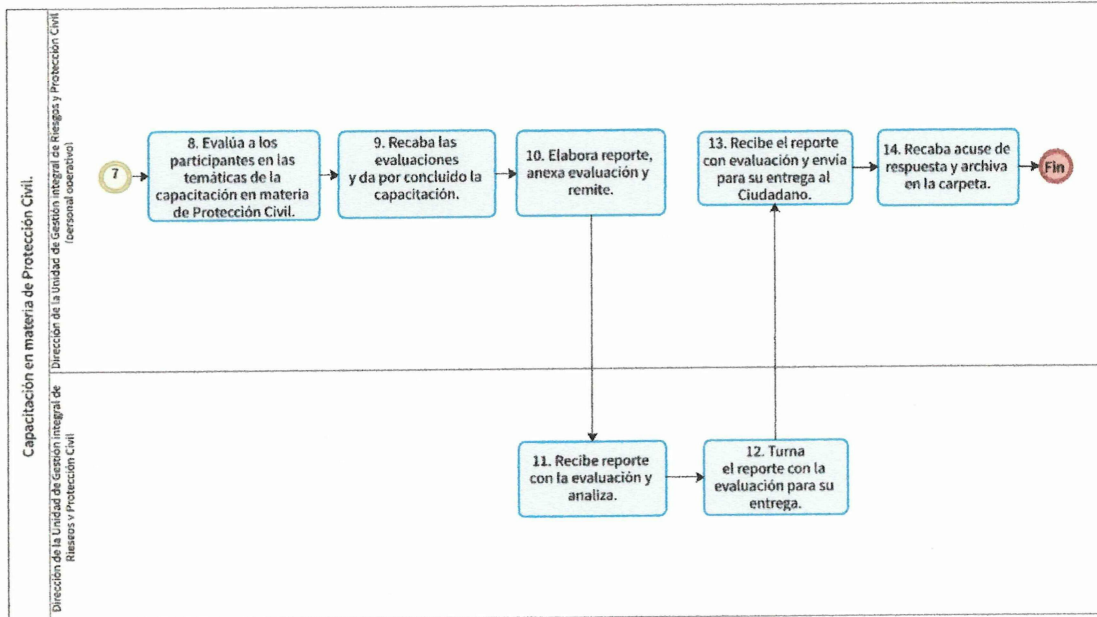 Capacitación en materia de Protección Civil.
Dirección de la Unidad de Gestión integral de Riesgos y Protección Civil
(personal operativo)
7
8. Evalúa a los
participantes en las
temáticas de la
capacitación en materia
de Protección Civil.
9. Recaba las
evaluaciones
y da por concluido la
capacitación.
10. Elabora reporte,
anexa evaluación y
remite.
13. Recibe el reporte
con evaluación y envía
para su entrega al
Ciudadano.
14. Recaba acuse de
respuesta y archiva
en la carpeta.
Fin
Dirección de la Unidad de Gestión integral de
Riesgos y Protección Civil
11. Recibe reporte
con la evaluación y
analiza.
12. Turna
el reporte con la
evaluación para su
entrega.